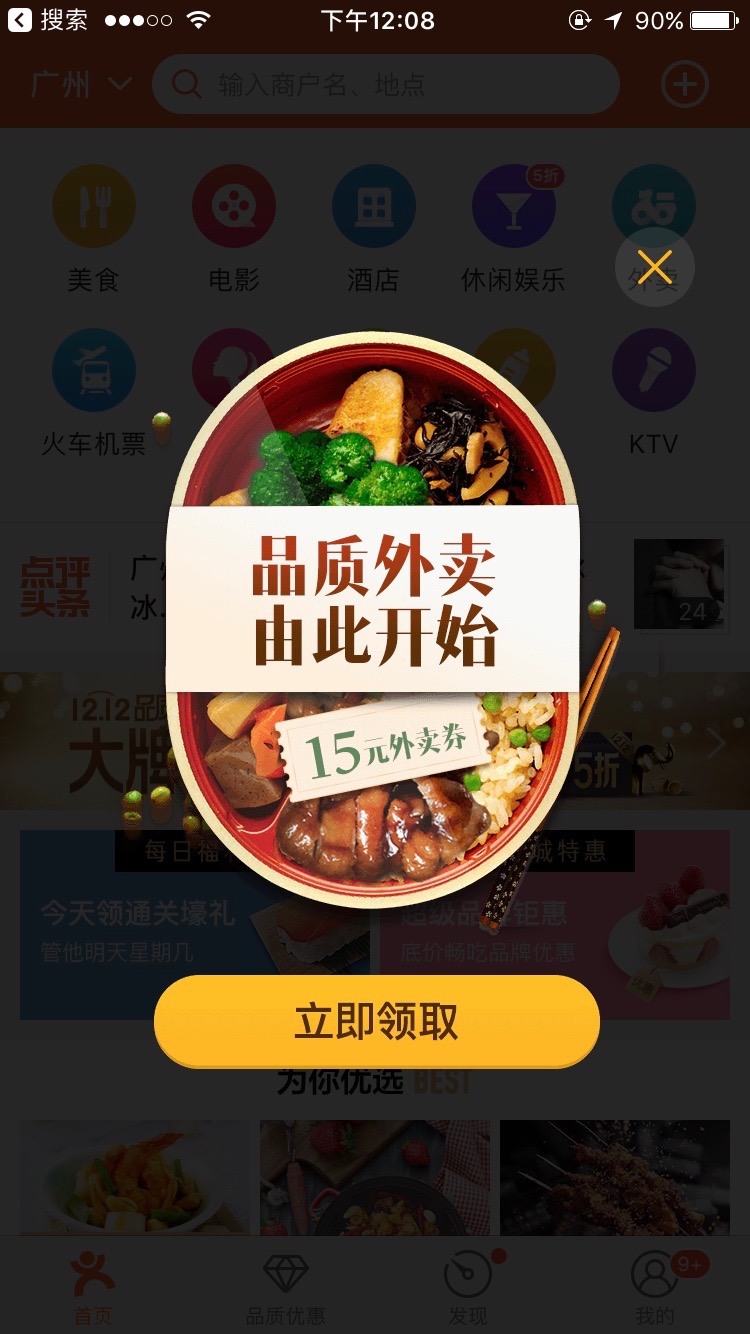 搜索
下午12:08
90%
广州
输入商户名、地点
5折
美食
电影
酒店
休闲娱乐
外卖
火车机票
KTV
点评
头条
广州
冰
24
品质外卖
由此开始
12.12品
大牌
5折
15元外卖券
每日福
城特惠
今天领通关壕礼
管他明天星期几
超级品牌钜惠
底价畅吃品牌优惠
立即领取
为你优选 BEST
9+
首页
品质优惠
发现
我的